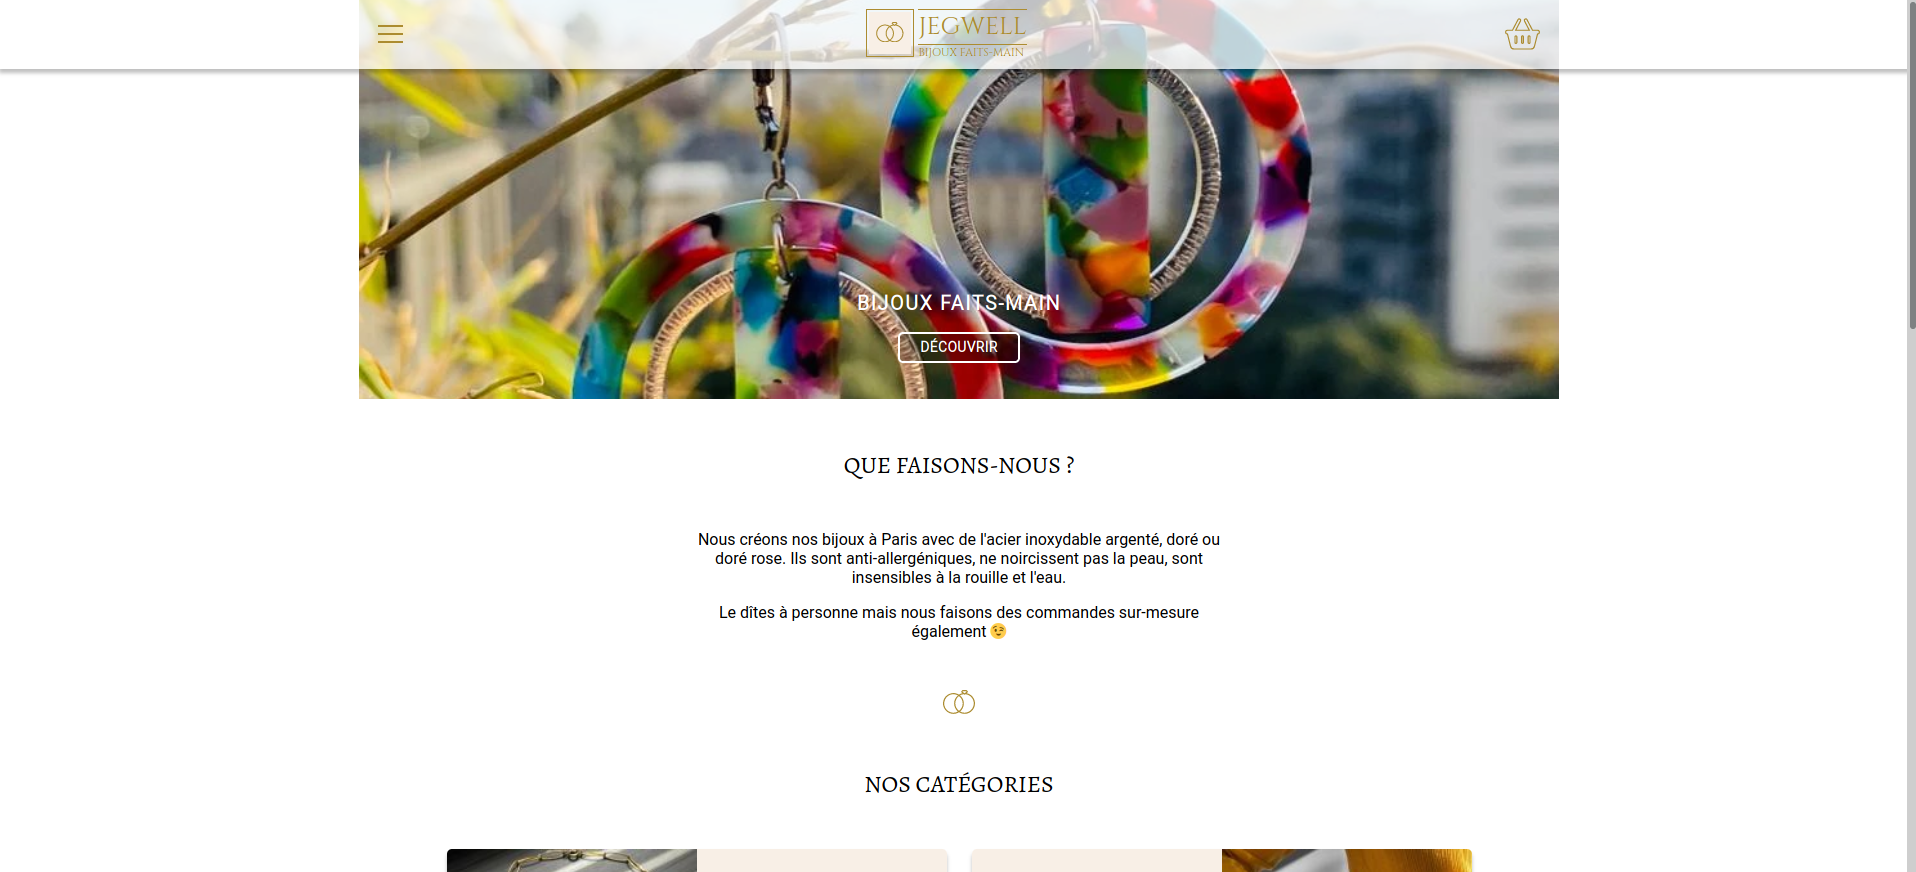 JEGWELL
BIJOUX FAITS-MAIN
BIJOUX FAITS-MAIN
DÉCOUVRIR
QUE FAISONS-NOUS ?
Nous créons nos bijoux à Paris avec de l'acier inoxydable argenté, doré ou
doré rose. Ils sont anti-allergéniques, ne noircissent pas la peau, sont
insensibles à la rouille et l'eau.
Le dîtes à personne mais nous faisons des commandes sur-mesure
également 😉
NOS CATÉGORIES